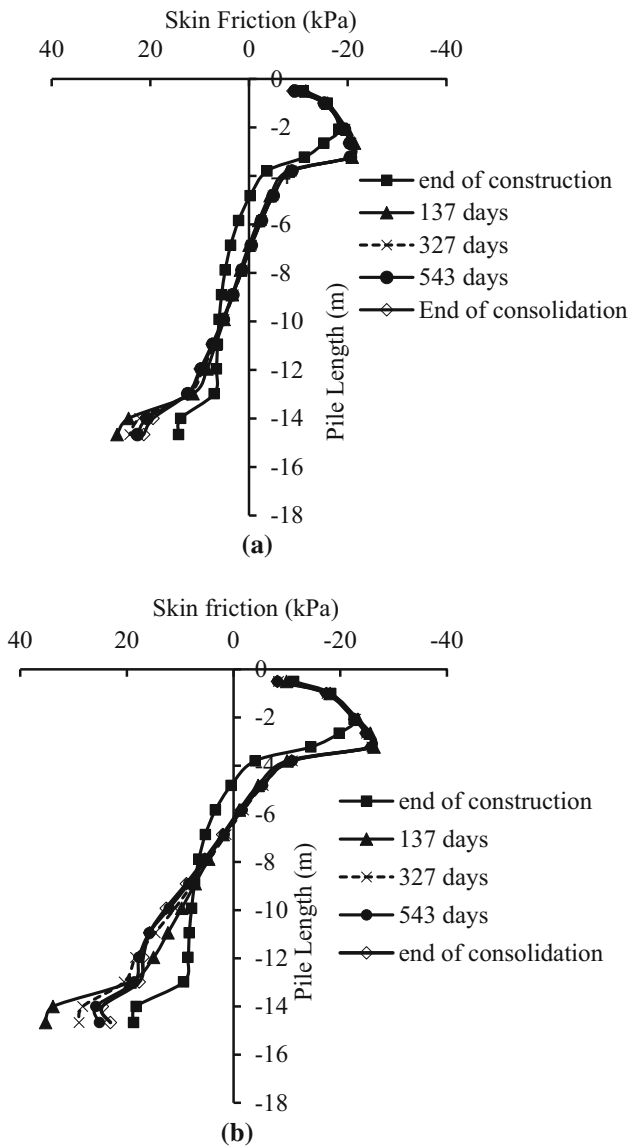 Skin Friction (kPa)
40 20 0 -20 -40
0
-2
-4
-6
-8
-10
-12
-14
-16
-18
Pile Length (m)
end of construction
137 days
327 days
543 days
End of consolidation
(a)
Skin friction (kPa)
40 20 0 -20 -40
0
-2
-4
-6
-8
-10
-12
-14
-16
-18
Pile Length (m)
end of construction
137 days
327 days
543 days
end of consolidation
(b)